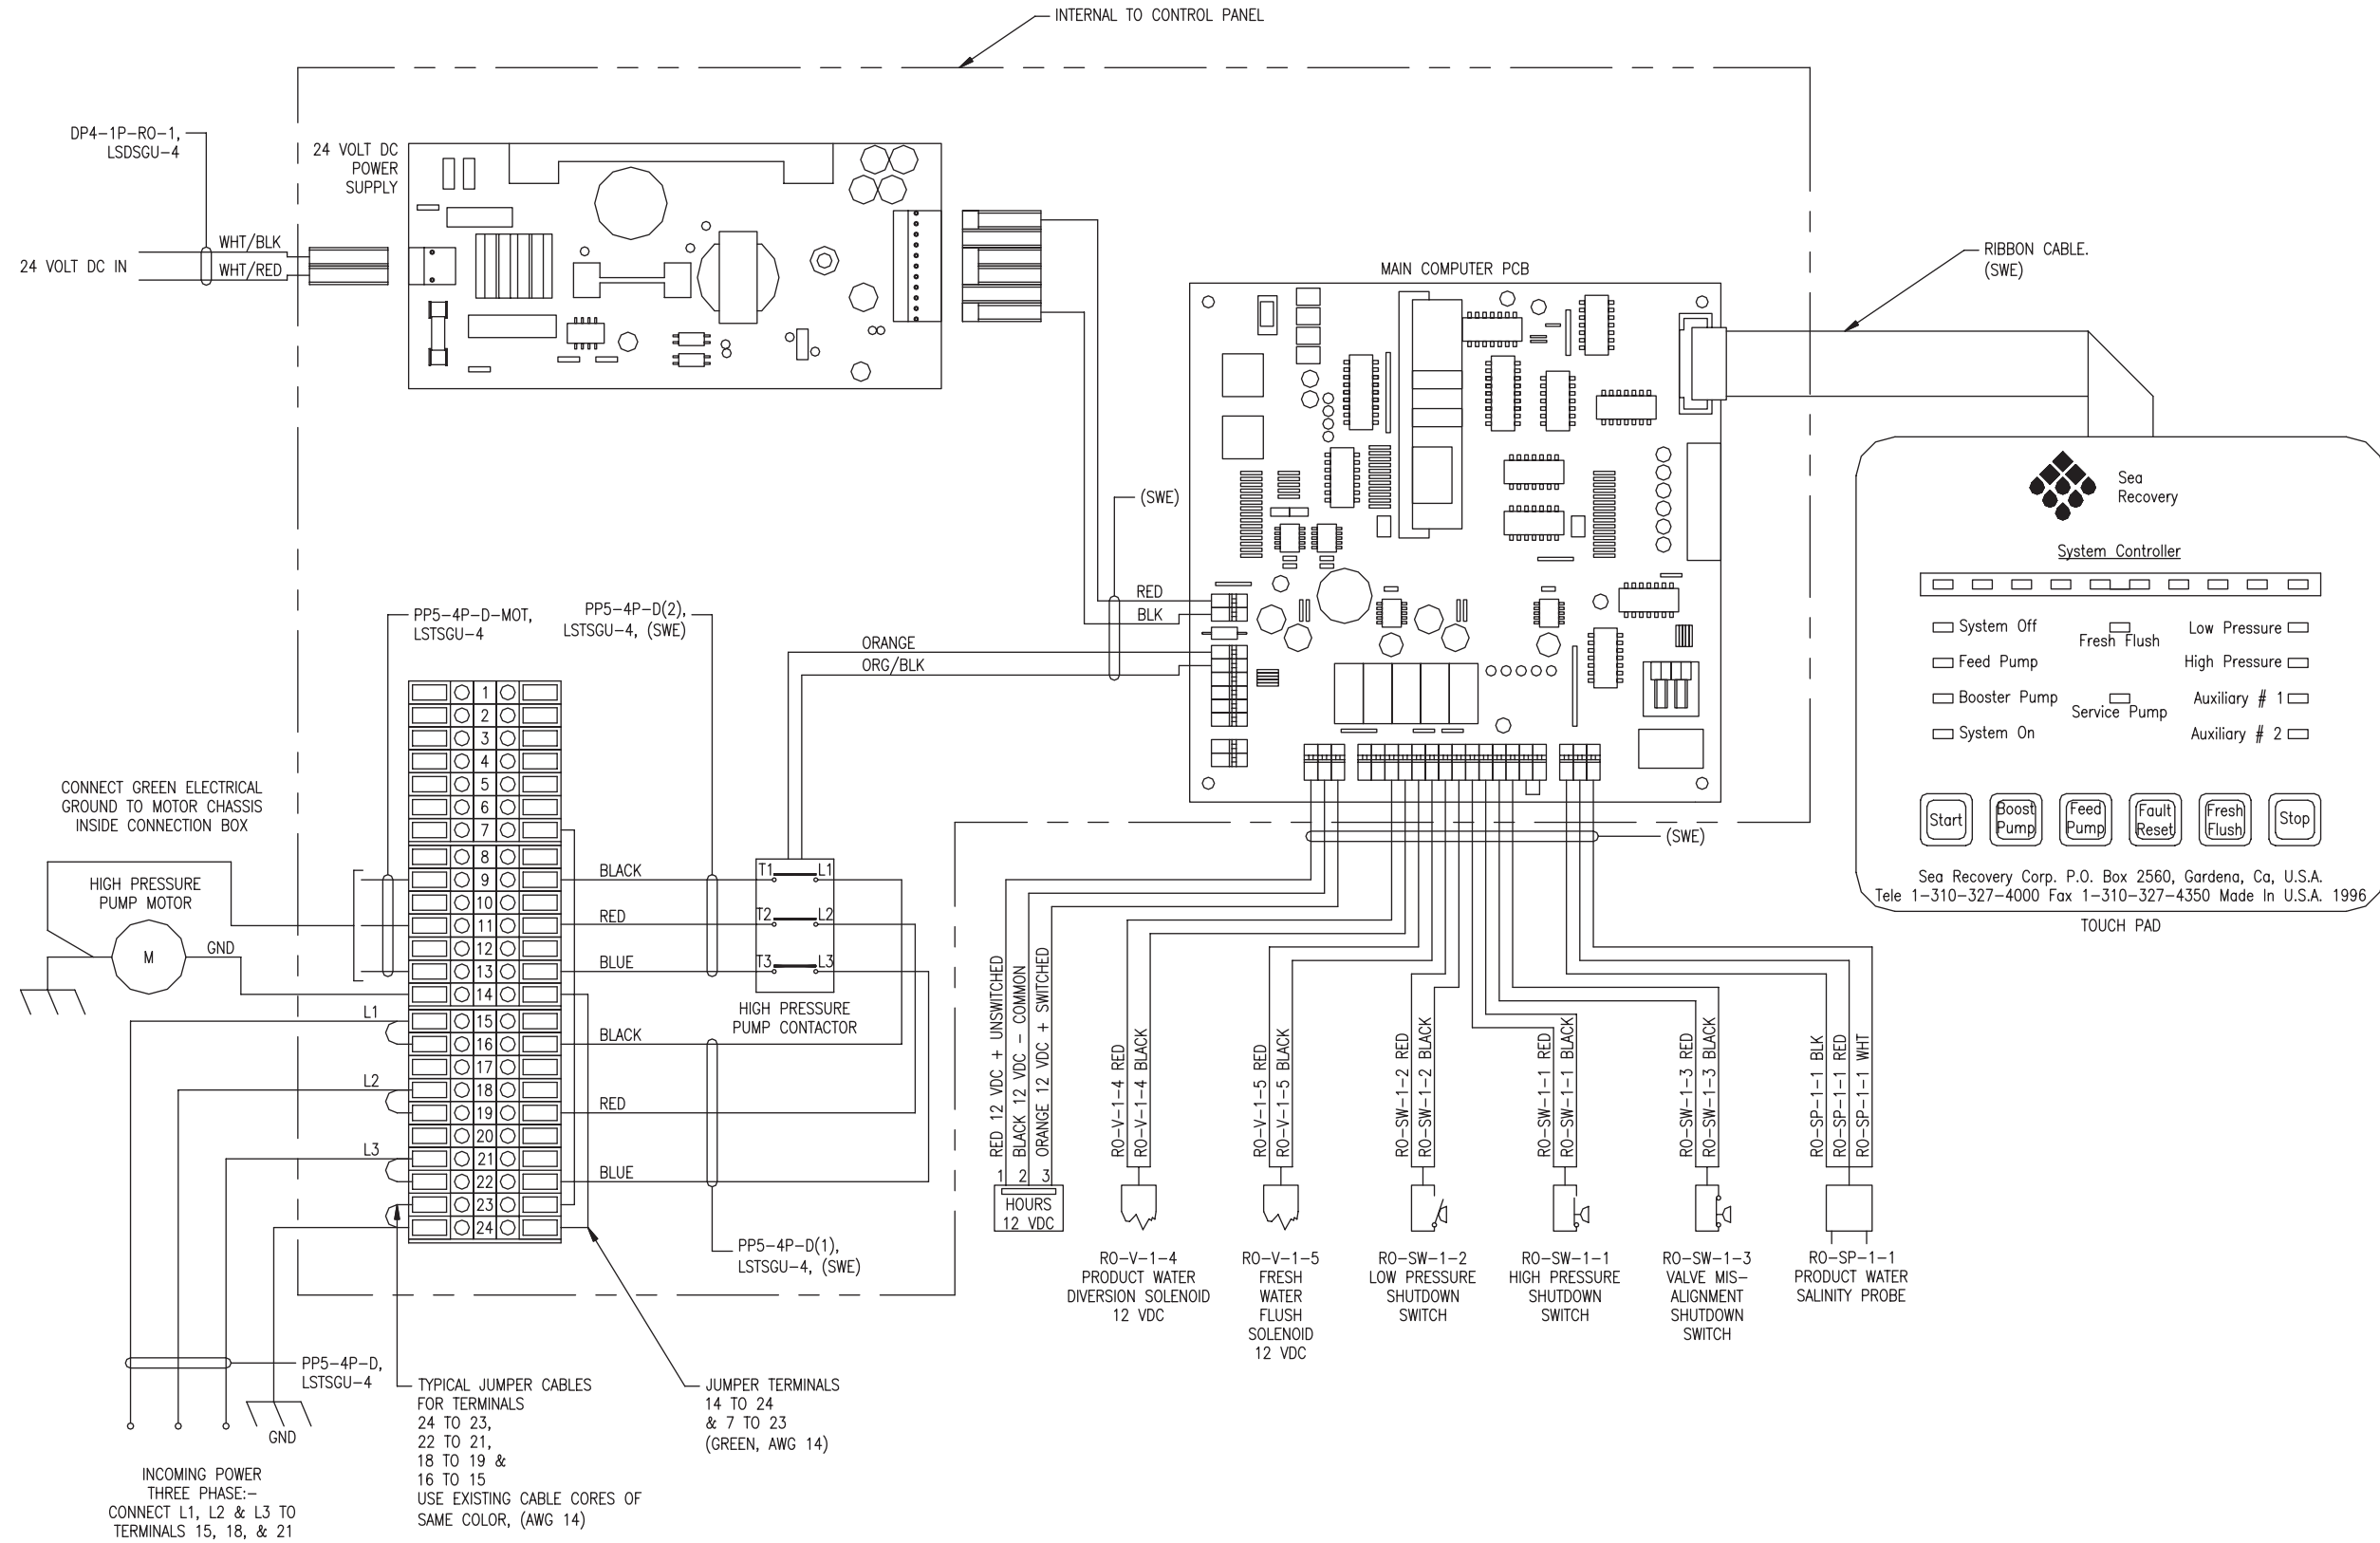 INTERNAL TO CONTROL PANEL
DP4-1P-RO-1,
LSDSGU-4
24 VOLT DC
POWER
SUPPLY
WHT/BLK
24 VOLT DC IN
WHT/RED
RIBBON CABLE.
(SWE)
MAIN COMPUTER PCB
(SWE)
RED
BLK
ORANGE
ORG/BLK
PP5-4P-D-MOT,
LSTSGU-4
PP5-4P-D(2),
LSTSGU-4, (SWE)
Sea
Recovery
System Controller
System Off
Fresh Flush
Low Pressure
Feed Pump
High Pressure
Booster Pump
Service Pump
Auxiliary # 1
System On
Auxiliary # 2
Start
Boost
Pump
Feed
Pump
Fault
Reset
Fresh
Flush
Stop
Sea Recovery Corp. P.O. Box 2560, Gardena, Ca, U.S.A.
Tele 1-310-327-4000 Fax 1-310-327-4350 Made In U.S.A. 1996
TOUCH PAD
CONNECT GREEN ELECTRICAL
GROUND TO MOTOR CHASSIS
INSIDE CONNECTION BOX
HIGH PRESSURE
PUMP MOTOR
M
GND
1
2
3
4
5
6
7
8
9
10
11
12
13
14
15
16
17
18
19
20
21
22
23
24
L1
L2
L3
BLACK
RED
BLUE
BLACK
RED
BLUE
T1
L1
T2
L2
T3
L3
HIGH PRESSURE
PUMP CONTACTOR
(SWE)
RED 12 VDC + UNSWITCHED
BLACK 12 VDC - COMMON
ORANGE 12 VDC + SWITCHED
RO-V-1-4 RED
RO-V-1-4 BLACK
RO-V-1-5 RED
RO-V-1-5 BLACK
RO-SW-1-2 RED
RO-SW-1-2 BLACK
RO-SW-1-1 RED
RO-SW-1-1 BLACK
RO-SW-1-3 RED
RO-SW-1-3 BLACK
RO-SP-1-1 BLK
RO-SP-1-1 RED
RO-SP-1-1 WHT
1 2 3
HOURS
12 VDC
RO-V-1-4
PRODUCT WATER
DIVERSION SOLENOID
12 VDC
RO-V-1-5
FRESH
WATER
FLUSH
SOLENOID
12 VDC
RO-SW-1-2
LOW PRESSURE
SHUTDOWN
SWITCH
RO-SW-1-1
HIGH PRESSURE
SHUTDOWN
SWITCH
RO-SW-1-3
VALVE MIS-
ALIGNMENT
SHUTDOWN
SWITCH
RO-SP-1-1
PRODUCT WATER
SALINITY PROBE
PP5-4P-D(1),
LSTSGU-4, (SWE)
PP5-4P-D,
LSTSGU-4
GND
INCOMING POWER
THREE PHASE:-
CONNECT L1, L2 & L3 TO
TERMINALS 15, 18, & 21
TYPICAL JUMPER CABLES
FOR TERMINALS
24 TO 23,
22 TO 21,
18 TO 19 &
16 TO 15
USE EXISTING CABLE CORES OF
SAME COLOR, (AWG 14)
JUMPER TERMINALS
14 TO 24
& 7 TO 23
(GREEN, AWG 14)